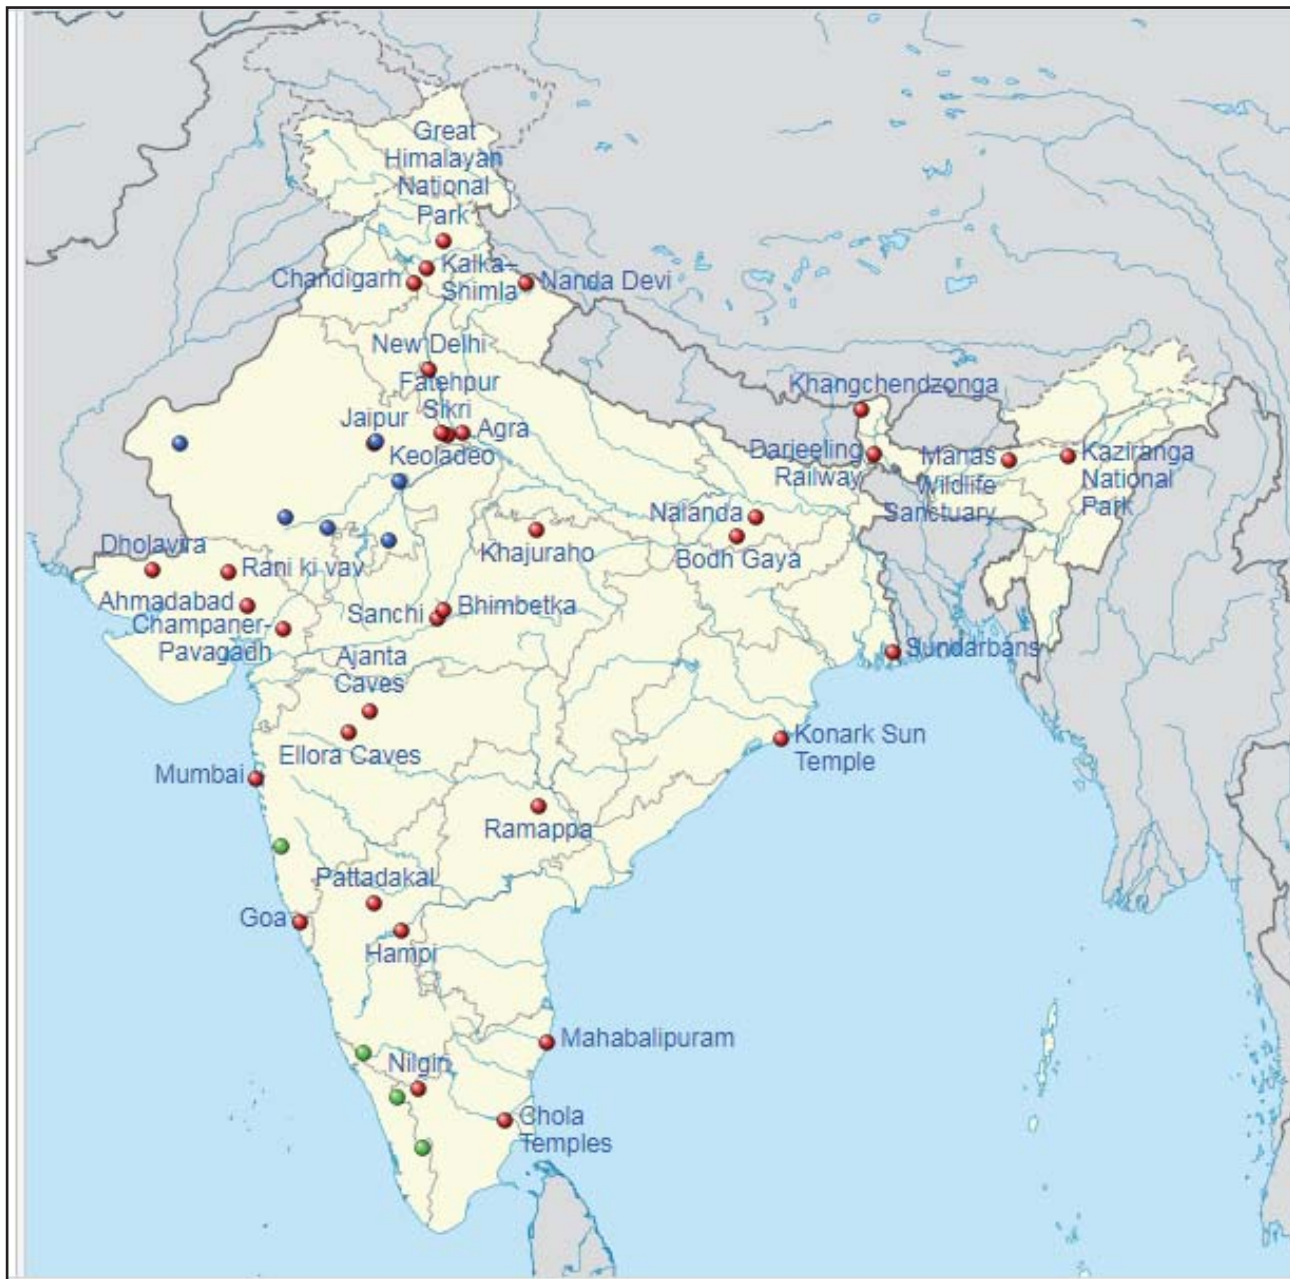 Great
Himalayan
National
Park
Kalka–
Shimla
Chandigarh
Nanda Devi
New Delhi
Fatehpur
Sikri
Jaipur
Agra
Keoladeo
Khangchendzonga
Darjeeling
Railway
Manas
Wildlife
Sanctuary
Kaziranga
National
Park
Nalanda
Bodh Gaya
Khajuraho
Dholavira
Rani ki vav
Ahmadabad
Champaner-
Pavagadh
Sanchi
Bhimbetka
Sundarbans
Ajanta
Caves
Ellora Caves
Konark Sun
Temple
Mumbai
Ramappa
Pattadakal
Goa
Hampi
Mahabalipuram
Nilgiri
Chola
Temples